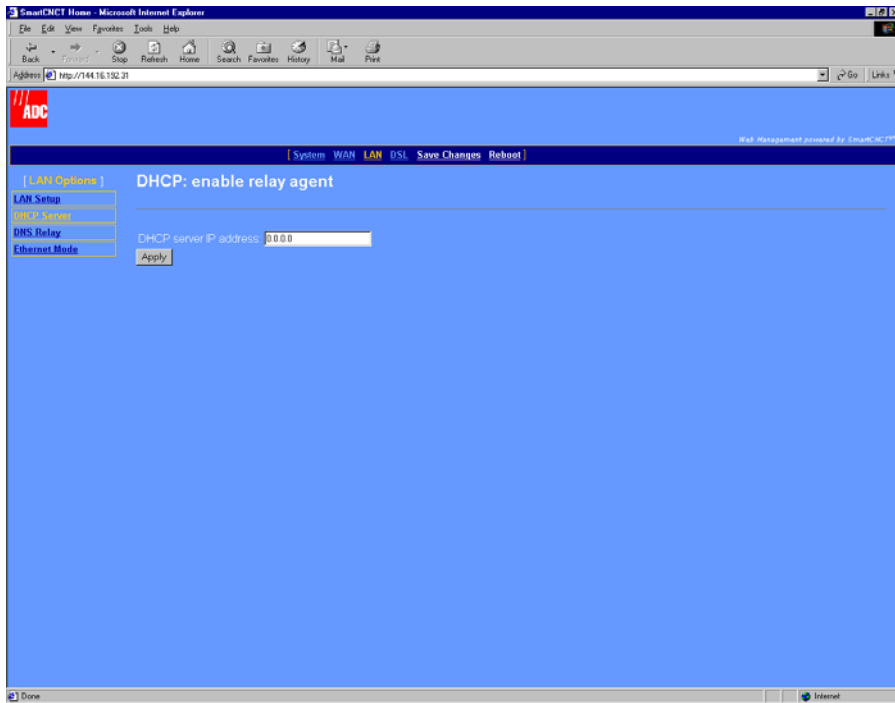 SmartCNCT Home - Microsoft Internet Explorer
File Edit View Favorites Tools Help
Back Forward Stop Refresh Home Search Favorites History Mail Print
Address http://144.16.192.31 Go Links
ADC
Web Management powered by SmartCNCT
[ System WAN LAN DSL Save Changes Reboot ]
[ LAN Options ]
LAN Setup
DHCP Server
DNS Relay
Ethernet Mode
DHCP: enable relay agent
DHCP server IP address: 0.0.0.0
Apply
Done
Internet